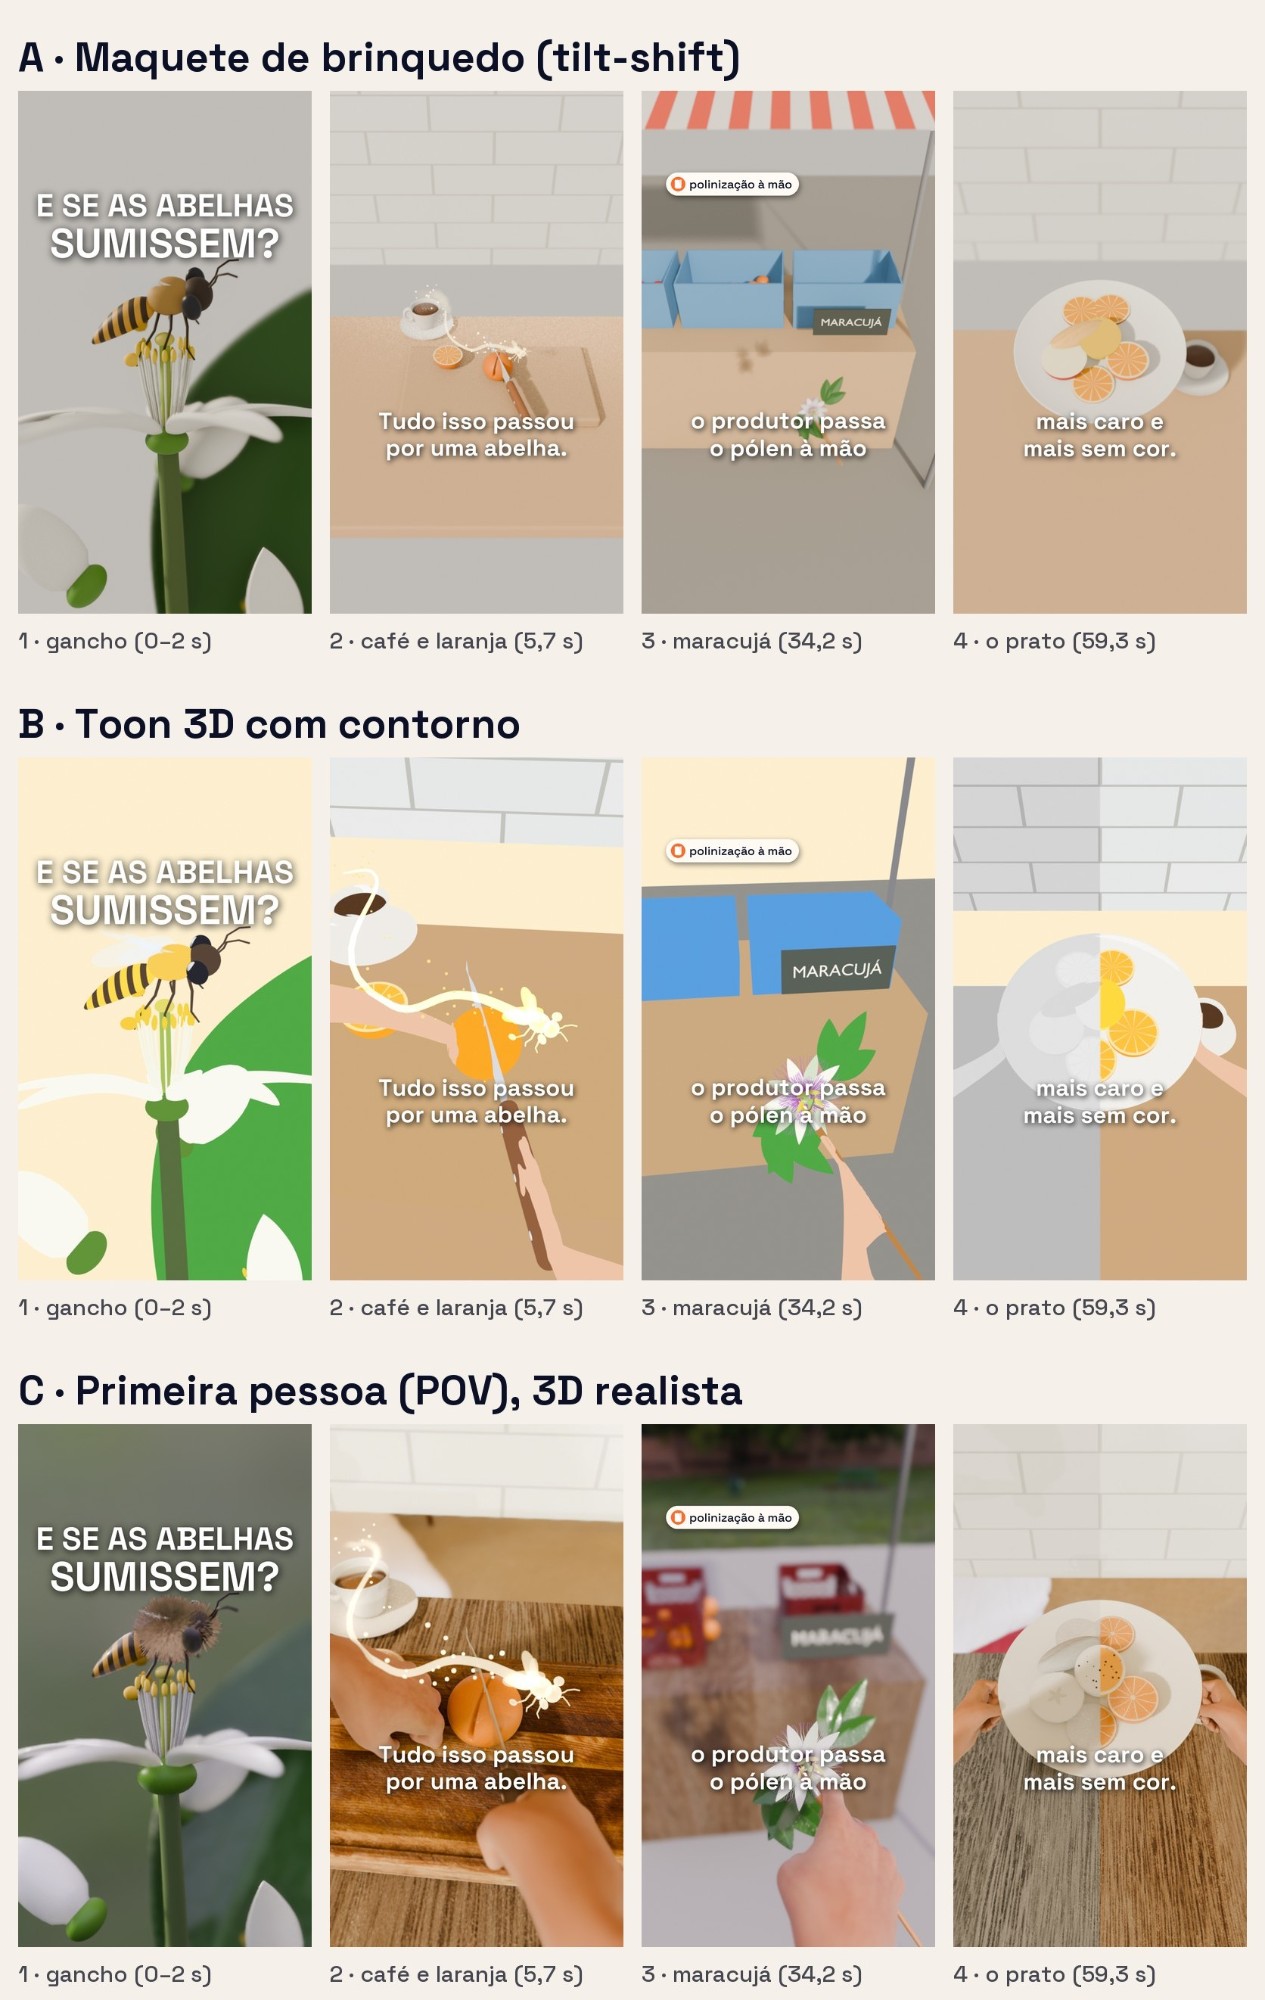 A · Maquete de brinquedo (tilt-shift)
E SE AS ABELHAS
SUMISSEM?
Tudo isso passou
por uma abelha.
polinização à mão
MARACUJÁ
o produtor passa
o pólen à mão
mais caro e
mais sem cor.
1 · gancho (0–2 s)
2 · café e laranja (5,7 s)
3 · maracujá (34,2 s)
4 · o prato (59,3 s)
B · Toon 3D com contorno
E SE AS ABELHAS
SUMISSEM?
Tudo isso passou
por uma abelha.
polinização à mão
MARACUJÁ
o produtor passa
o pólen à mão
mais caro e
mais sem cor.
1 · gancho (0–2 s)
2 · café e laranja (5,7 s)
3 · maracujá (34,2 s)
4 · o prato (59,3 s)
C · Primeira pessoa (POV), 3D realista
E SE AS ABELHAS
SUMISSEM?
Tudo isso passou
por uma abelha.
polinização à mão
MARACUJÁ
o produtor passa
o pólen à mão
mais caro e
mais sem cor.
1 · gancho (0–2 s)
2 · café e laranja (5,7 s)
3 · maracujá (34,2 s)
4 · o prato (59,3 s)